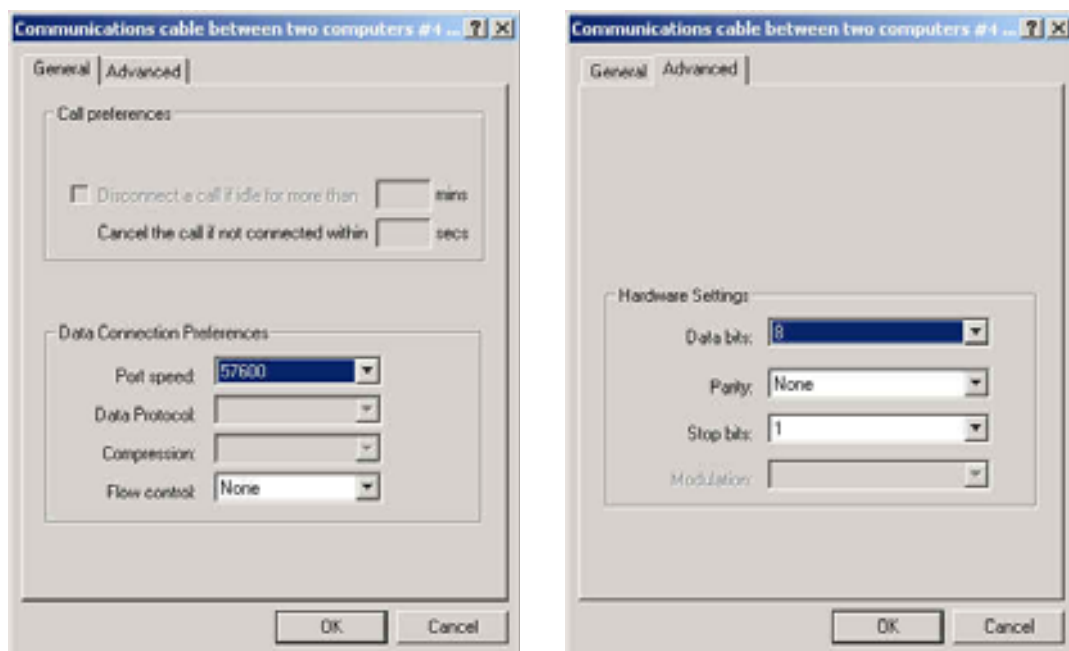 Communications cable between two computers #4 ... ? X
General Advanced
Call preferences
Disconnect a call if idle for more than mins
Cancel the call if not connected within secs
Data Connection Preferences
Port speed: 57600
Data Protocol:
Compression:
Flow control: None
OK Cancel
Communications cable between two computers #4 ... ? X
General Advanced
Hardware Settings
Data bits: 8
Parity: None
Stop bits: 1
Modulation:
OK Cancel